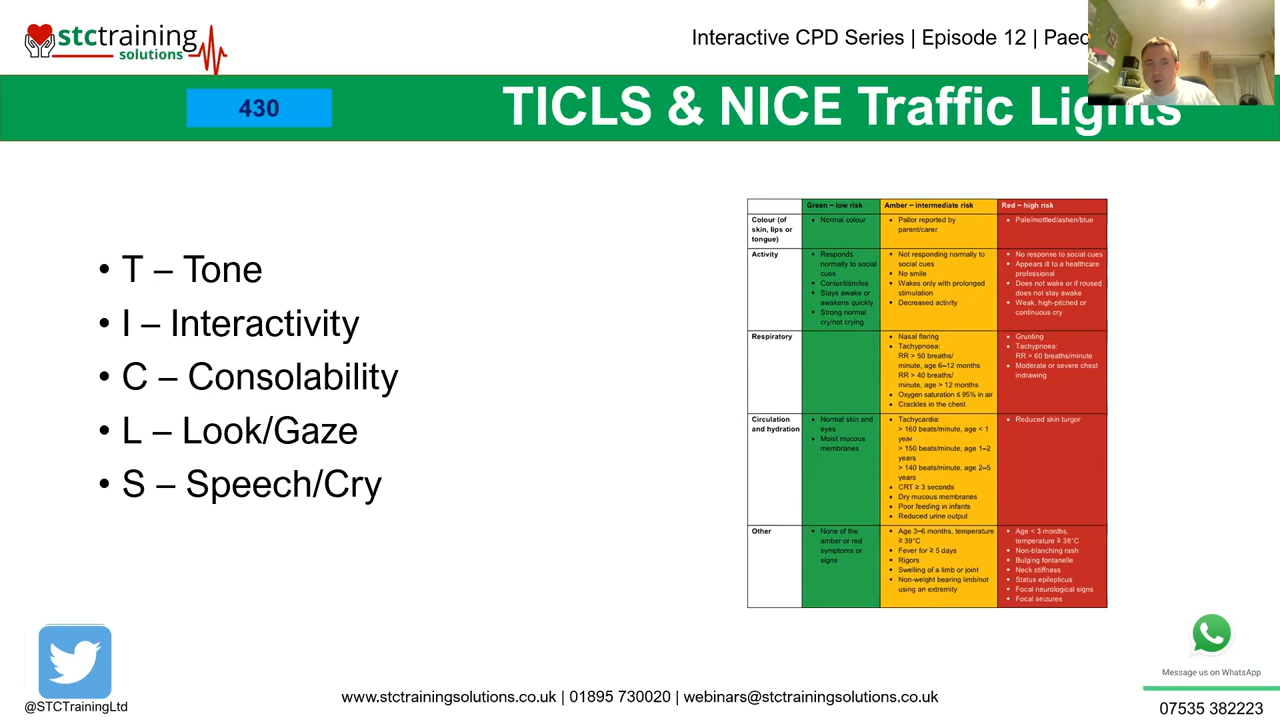 stctraining
solutions
Interactive CPD Series | Episode 12 | Paed
430
TICLS & NICE Traffic Lights
• T – Tone
• I – Interactivity
• C – Consolability
• L – Look/Gaze
• S – Speech/Cry
Green – low risk
Amber – intermediate risk
Red – high risk
Colour (of
skin, lips or
tongue)
• Normal colour
• Pallor reported by
parent/carer
• Pale/mottled/ashen/blue
Activity
• Responds
normally to social
cues
• Content/smiles
• Stays awake or
awakens quickly
• Strong normal
cry/not crying
• Not responding normally to
social cues
• No smile
• Wakes only with prolonged
stimulation
• Decreased activity
• No response to social cues
• Appears ill to a healthcare
professional
• Does not wake or if roused
does not stay awake
• Weak, high-pitched or
continuous cry
Respiratory
• Nasal flaring
• Tachypnoea:
RR > 50 breaths/
minute, age 6–12 months
RR > 40 breaths/
minute, age > 12 months
• Oxygen saturation ≤ 95% in air
• Crackles in the chest
• Grunting
• Tachypnoea:
RR > 60 breaths/minute
• Moderate or severe chest
indrawing
Circulation
and hydration
• Normal skin and
eyes
• Moist mucous
membranes
• Tachycardia:
> 160 beats/minute, age < 1
year
> 150 beats/minute, age 1–2
years
> 140 beats/minute, age 2–5
years
• CRT ≥ 3 seconds
• Dry mucous membranes
• Poor feeding in infants
• Reduced urine output
• Reduced skin turgor
Other
• None of the
amber or red
symptoms or
signs
• Age 3–6 months, temperature
≥ 39°C
• Fever for ≥ 5 days
• Rigors
• Swelling of a limb or joint
• Non-weight bearing limb/not
using an extremity
• Age < 3 months,
temperature ≥ 38°C
• Non-blanching rash
• Bulging fontanelle
• Neck stiffness
• Status epilepticus
• Focal neurological signs
• Focal seizures
@STCTrainingLtd
www.stctrainingsolutions.co.uk | 01895 730020 | webinars@stctrainingsolutions.co.uk
Message us on WhatsApp
07535 382223